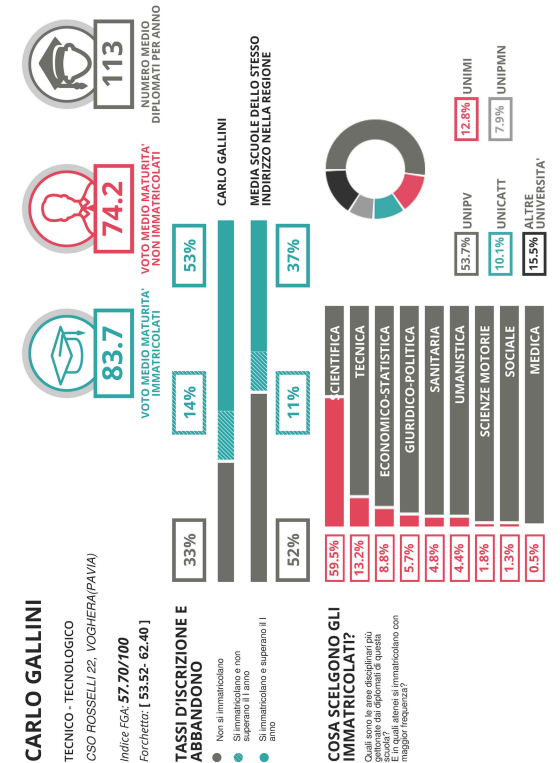 CARLO GALLINI
TECNICO - TECNOLOGICO
CSO ROSSELLI 22, VOGHERA(PAVIA)
Indice FGA: 57.70/100
Forchetta: [ 53.52- 62.40 ]
83.7
VOTO MEDIO MATURITA'
IMMATRICOLATI
74.2
VOTO MEDIO MATURITA'
NON IMMATRICOLATI
113
NUMERO MEDIO
DIPLOMATI PER ANNO
TASSI D'ISCRIZIONE E
ABBANDONO
Non si immatricolano
Si immatricolano e non
superano il I anno
Si immatricolano e superano il I
anno
33%
14%
53%
CARLO GALLINI
MEDIA SCUOLE DELLO STESSO
INDIRIZZO NELLA REGIONE
52%
11%
37%
COSA SCELGONO GLI
IMMATRICOLATI?
Quali sono le aree disciplinari più
gettonate dai diplomati di questa
scuola?
E in quali atenei si immatricolano con
maggior frequenza?
59.5% SCIENTIFICA
13.2% TECNICA
8.8% ECONOMICO-STATISTICA
5.7% GIURIDICO-POLITICA
4.8% SANITARIA
4.4% UMANISTICA
1.8% SCIENZE MOTORIE
1.3% SOCIALE
0.5% MEDICA
53.7% UNIPV
12.8% UNIMI
10.1% UNICATT
7.9% UNIPMN
15.5% ALTRE
UNIVERSITA'